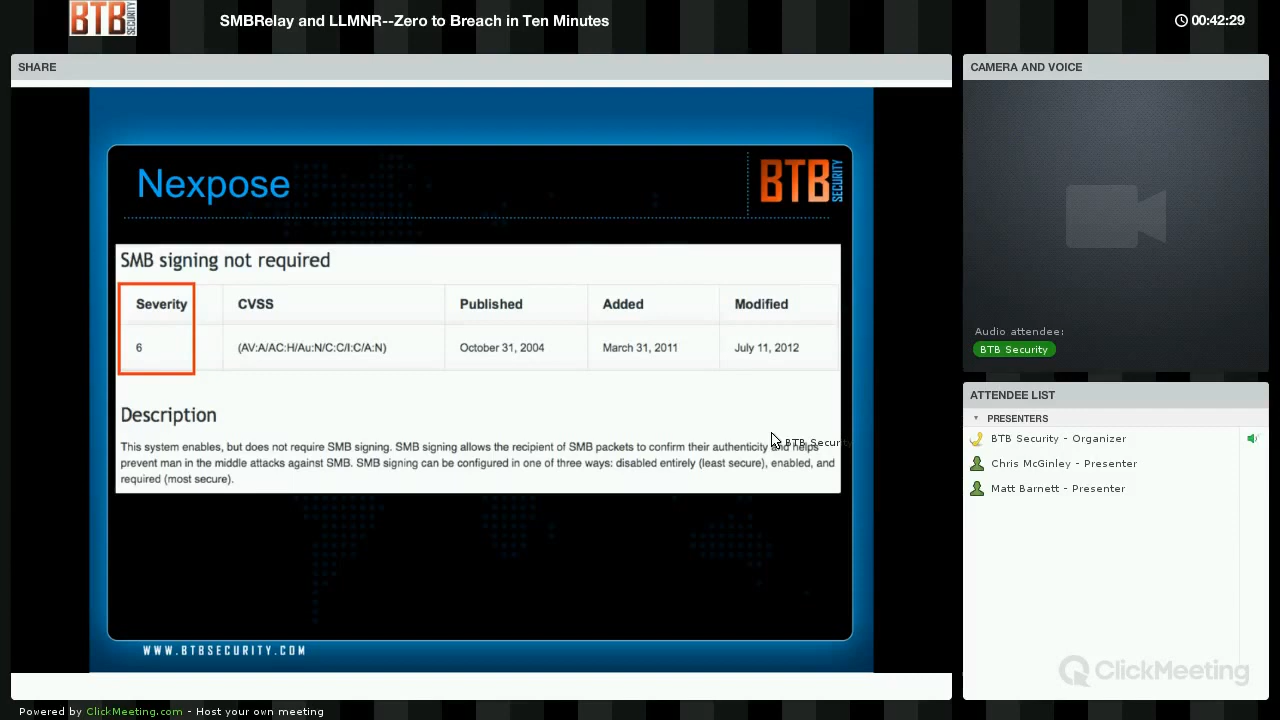 BTB SECURITY
SMBRelay and LLMNR--Zero to Breach in Ten Minutes
00:42:29
SHARE
Nexpose
BTB SECURITY
SMB signing not required
Severity CVSS Published Added Modified
6 (AV:A/AC:H/Au:N/C:C/I:C/A:N) October 31, 2004 March 31, 2011 July 11, 2012
Description
This system enables, but does not require SMB signing. SMB signing allows the recipient of SMB packets to confirm their authenticity and helps
prevent man in the middle attacks against SMB. SMB signing can be configured in one of three ways: disabled entirely (least secure), enabled, and
required (most secure).
BTB Security
WWW.BTBSECURITY.COM
CAMERA AND VOICE
Audio attendee:
BTB Security
ATTENDEE LIST
PRESENTERS
BTB Security - Organizer
Chris McGinley - Presenter
Matt Barnett - Presenter
ClickMeeting
Powered by ClickMeeting.com - Host your own meeting